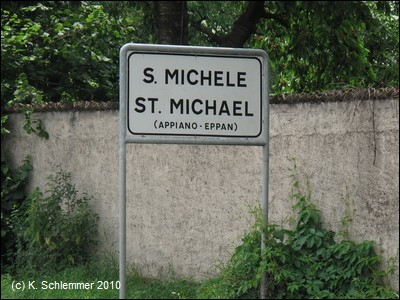 S. MICHELE
ST. MICHAEL
(APPIANO - EPPAN)
(c) K. Schlemmer 2010